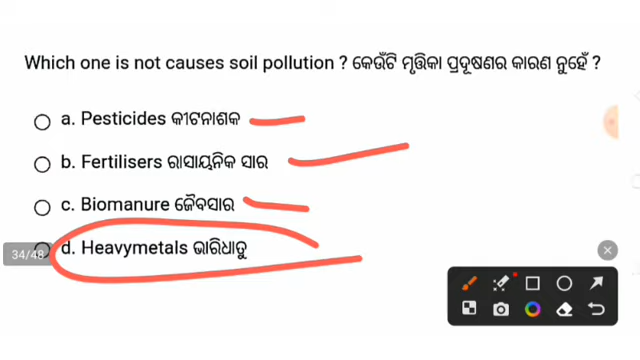 Which one is not causes soil pollution ? କେଉଁଟି ମୃତ୍ତିକା ପ୍ରଦୂଷଣର କାରଣ ନୁହେଁ ?
a. Pesticides କୀଟନାଶକ
b. Fertilisers ରାସାୟନିକ ସାର
c. Biomanure ଜୈବସାର
d. Heavymetals ଭାରିଧାତୁ
34/48